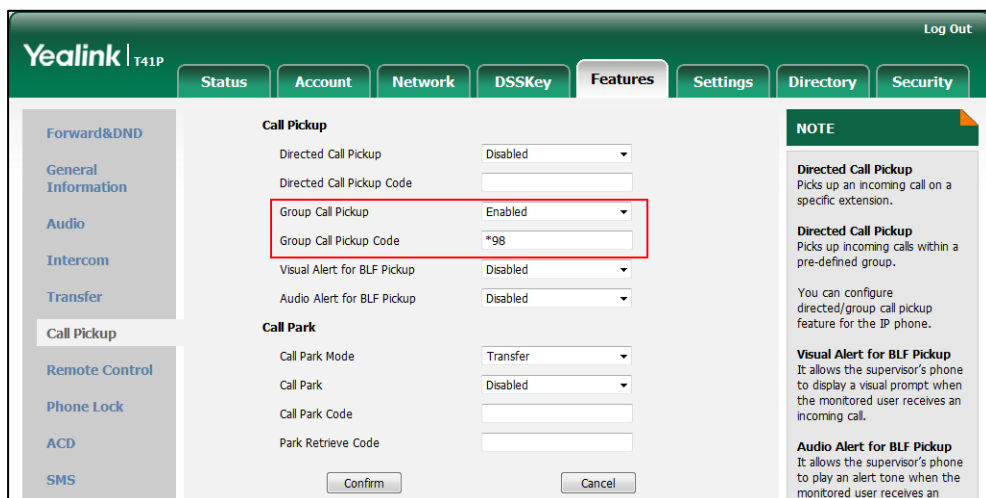 Log Out
Yealink T41P
Status Account Network DSSKey Features Settings Directory Security
Forward&DND
General
Information
Audio
Intercom
Transfer
Call Pickup
Remote Control
Phone Lock
ACD
SMS
Call Pickup
Directed Call Pickup Disabled
Directed Call Pickup Code
Group Call Pickup Enabled
Group Call Pickup Code *98
Visual Alert for BLF Pickup Disabled
Audio Alert for BLF Pickup Disabled
Call Park
Call Park Mode Transfer
Call Park Disabled
Call Park Code
Park Retrieve Code
Confirm Cancel
NOTE
Directed Call Pickup
Picks up an incoming call on a
specific extension.
Directed Call Pickup
Picks up incoming calls within a
pre-defined group.
You can configure
directed/group call pickup
feature for the IP phone.
Visual Alert for BLF Pickup
It allows the supervisor's phone
to display a visual prompt when
the monitored user receives an
incoming call.
Audio Alert for BLF Pickup
It allows the supervisor's phone
to play an alert tone when the
monitored user receives an